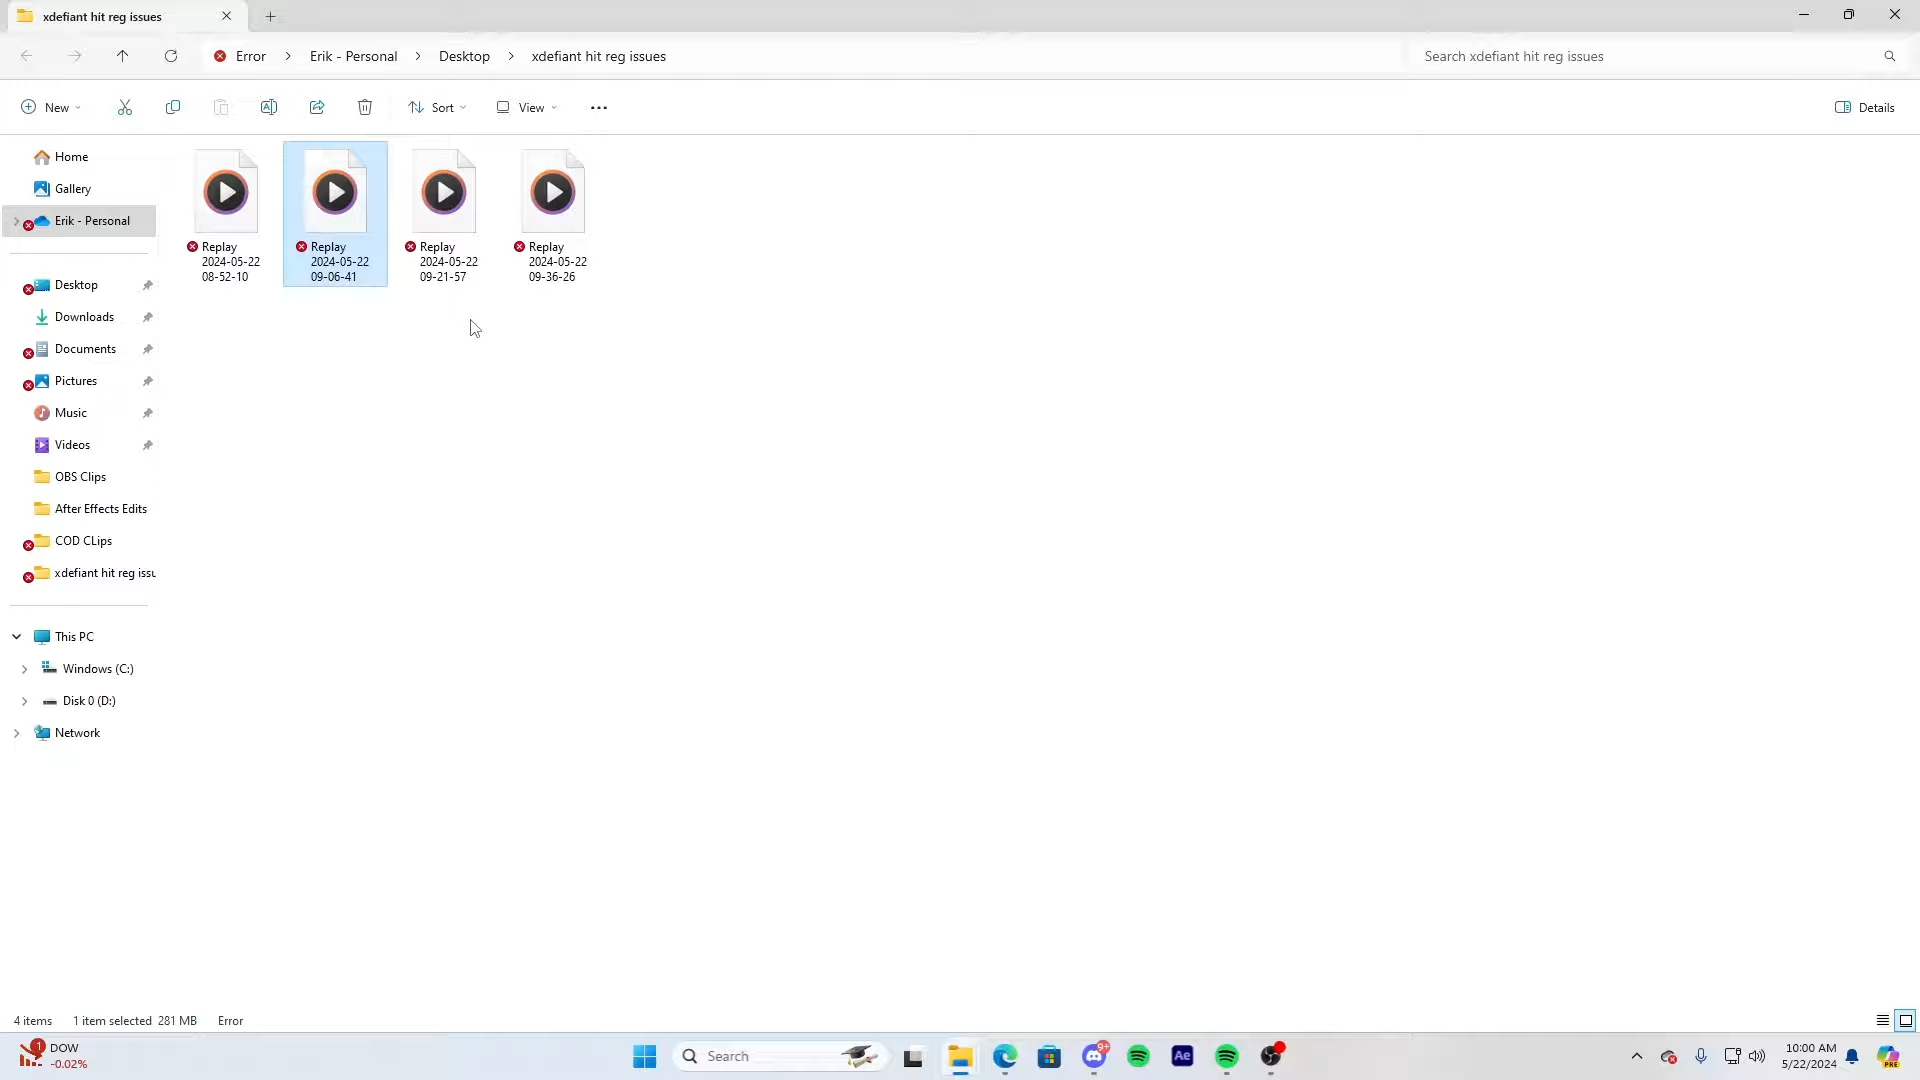 xdefiant hit reg issues
Error > Erik - Personal > Desktop > xdefiant hit reg issues
Search xdefiant hit reg issues
New
Sort
View
Details
Home
Gallery
Erik - Personal
Desktop
Downloads
Documents
Pictures
Music
Videos
OBS Clips
After Effects Edits
COD CLips
xdefiant hit reg issu
This PC
Windows (C:)
Disk 0 (D:)
Network
Replay
2024-05-22
08-52-10
Replay
2024-05-22
09-06-41
Replay
2024-05-22
09-21-57
Replay
2024-05-22
09-36-26
4 items 1 item selected 281 MB Error
1
DOW
-0.02%
Search
9+
Ae
10:00 AM
5/22/2024
PRE